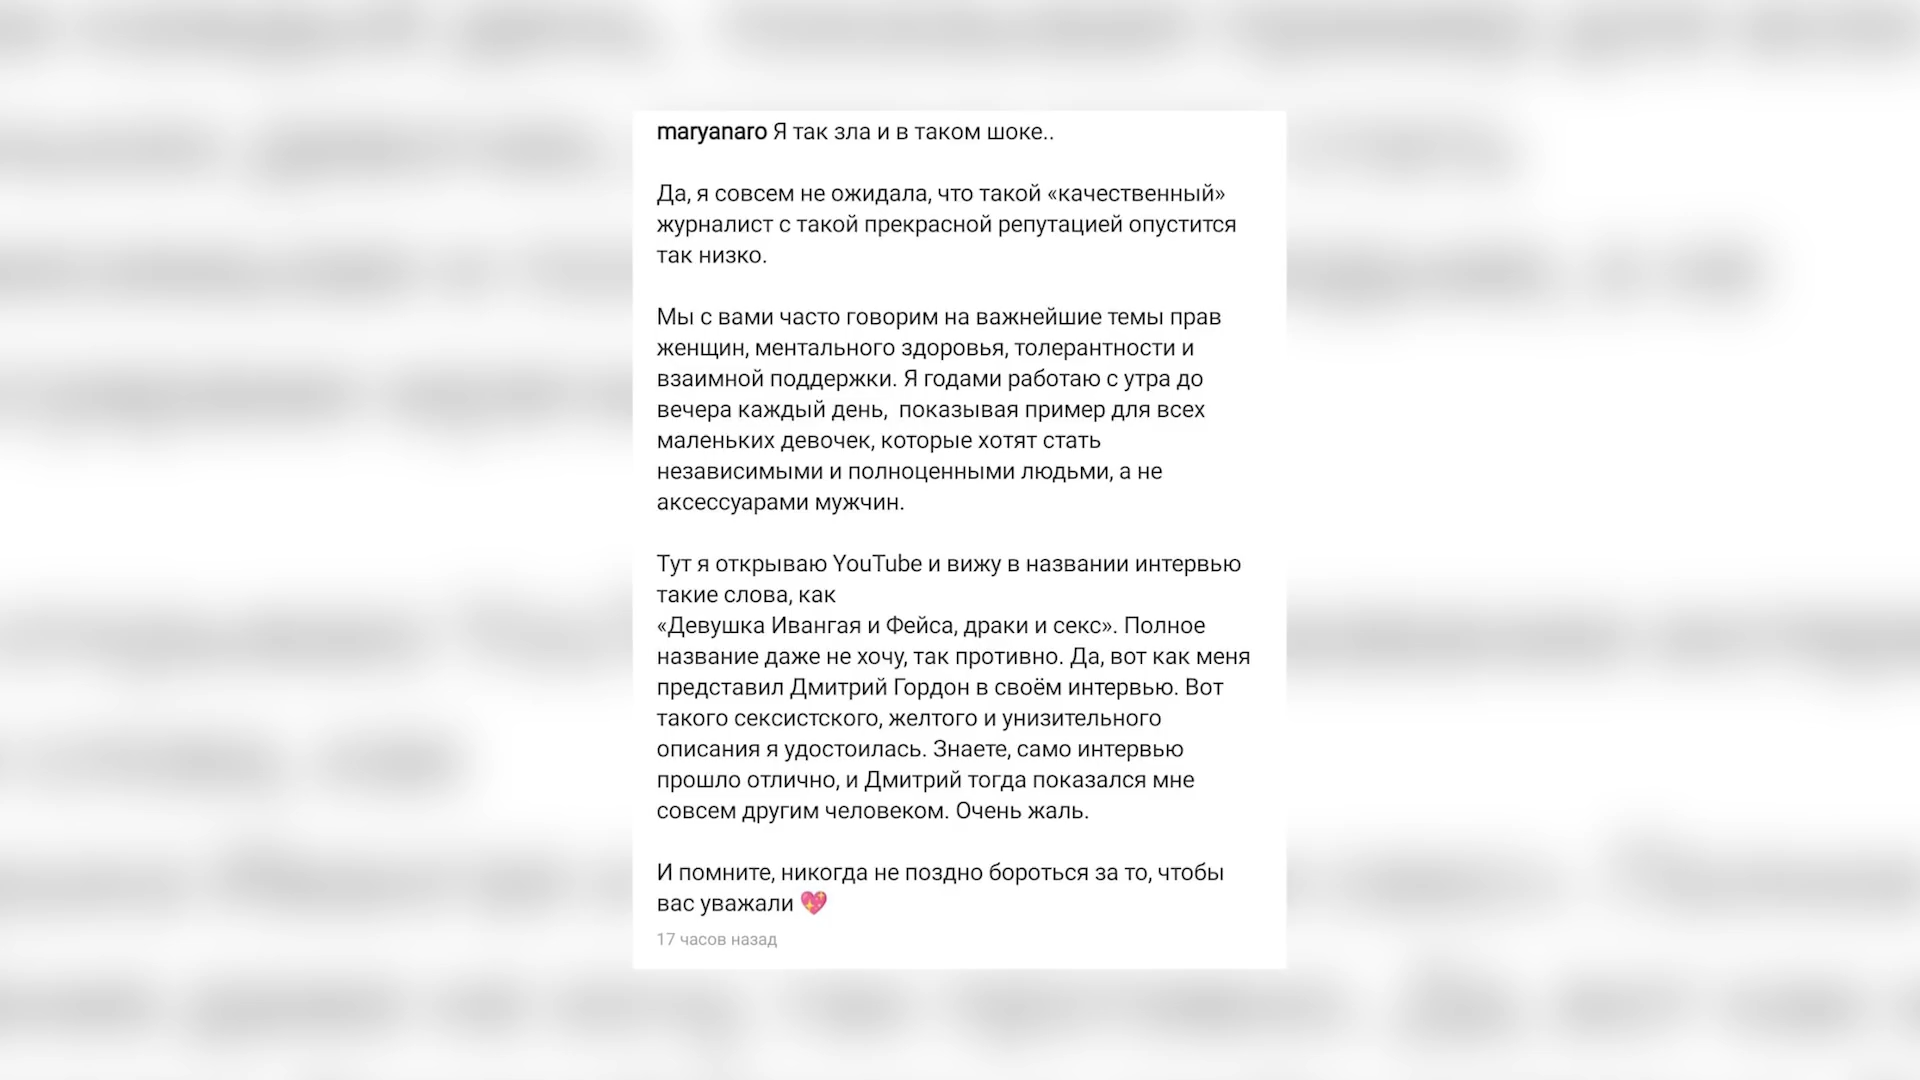 maryanaro Я так зла и в таком шоке..
Да, я совсем не ожидала, что такой «качественный»
журналист с такой прекрасной репутацией опустится
так низко.
Мы с вами часто говорим на важнейшие темы прав
женщин, ментального здоровья, толерантности и
взаимной поддержки. Я годами работаю с утра до
вечера каждый день,  показывая пример для всех
маленьких девочек, которые хотят стать
независимыми и полноценными людьми, а не
аксессуарами мужчин.
Тут я открываю YouTube и вижу в названии интервью
такие слова, как
«Девушка Ивангая и Фейса, драки и секс». Полное
название даже не хочу, так противно. Да, вот как меня
представил Дмитрий Гордон в своём интервью. Вот
такого сексистского, желтого и унизительного
описания я удостоилась. Знаете, само интервью
прошло отлично, и Дмитрий тогда показался мне
совсем другим человеком. Очень жаль.
И помните, никогда не поздно бороться за то, чтобы
вас уважали 💖
17 часов назад